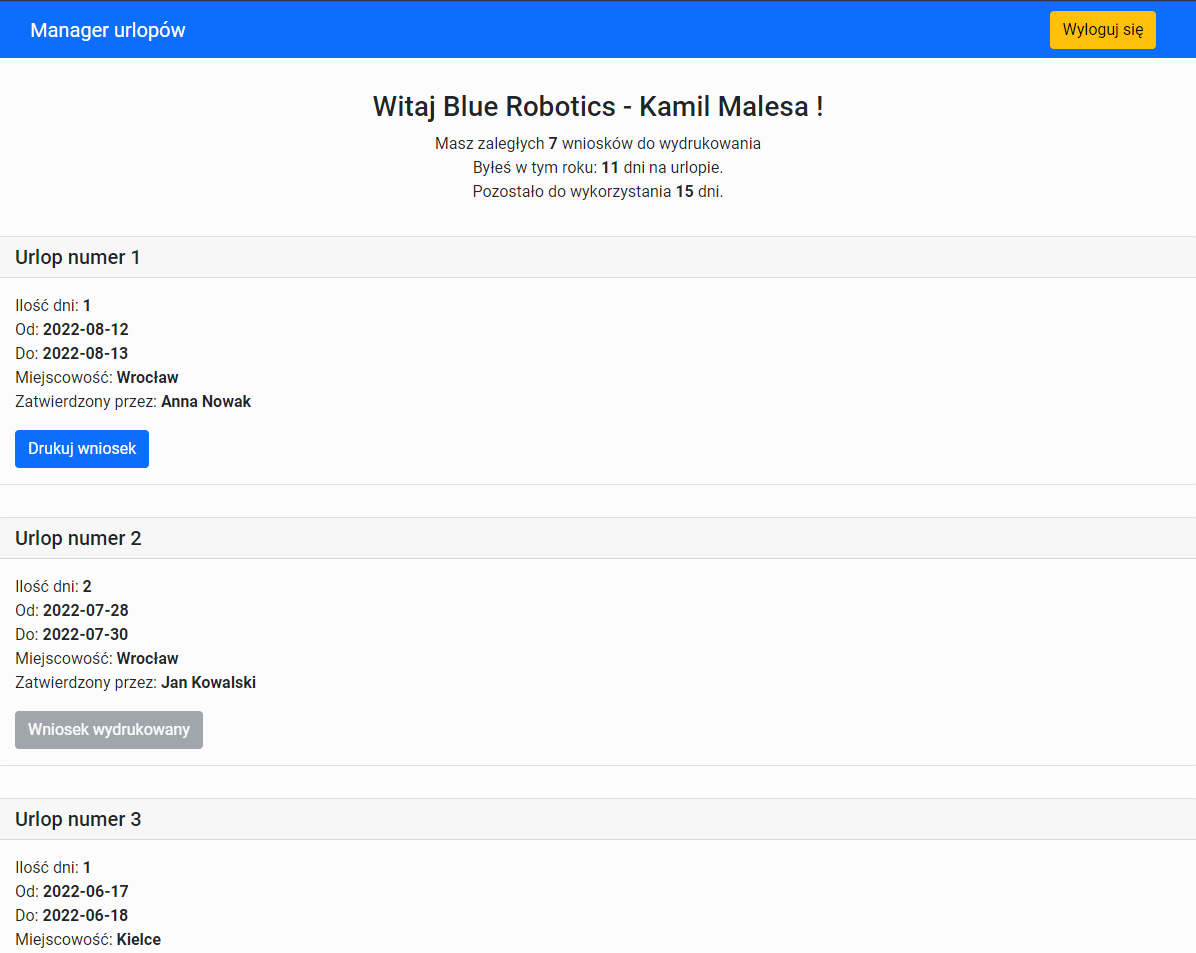 Manager urlopów
Wyloguj się
Witaj Blue Robotics - Kamil Malesa !
Masz zaległych 7 wniosków do wydrukowania
Byłeś w tym roku: 11 dni na urlopie.
Pozostało do wykorzystania 15 dni.
Urlop numer 1
Ilość dni: 1
Od: 2022-08-12
Do: 2022-08-13
Miejscowość: Wrocław
Zatwierdzony przez: Anna Nowak
Drukuj wniosek
Urlop numer 2
Ilość dni: 2
Od: 2022-07-28
Do: 2022-07-30
Miejscowość: Wrocław
Zatwierdzony przez: Jan Kowalski
Wniosek wydrukowany
Urlop numer 3
Ilość dni: 1
Od: 2022-06-17
Do: 2022-06-18
Miejscowość: Kielce